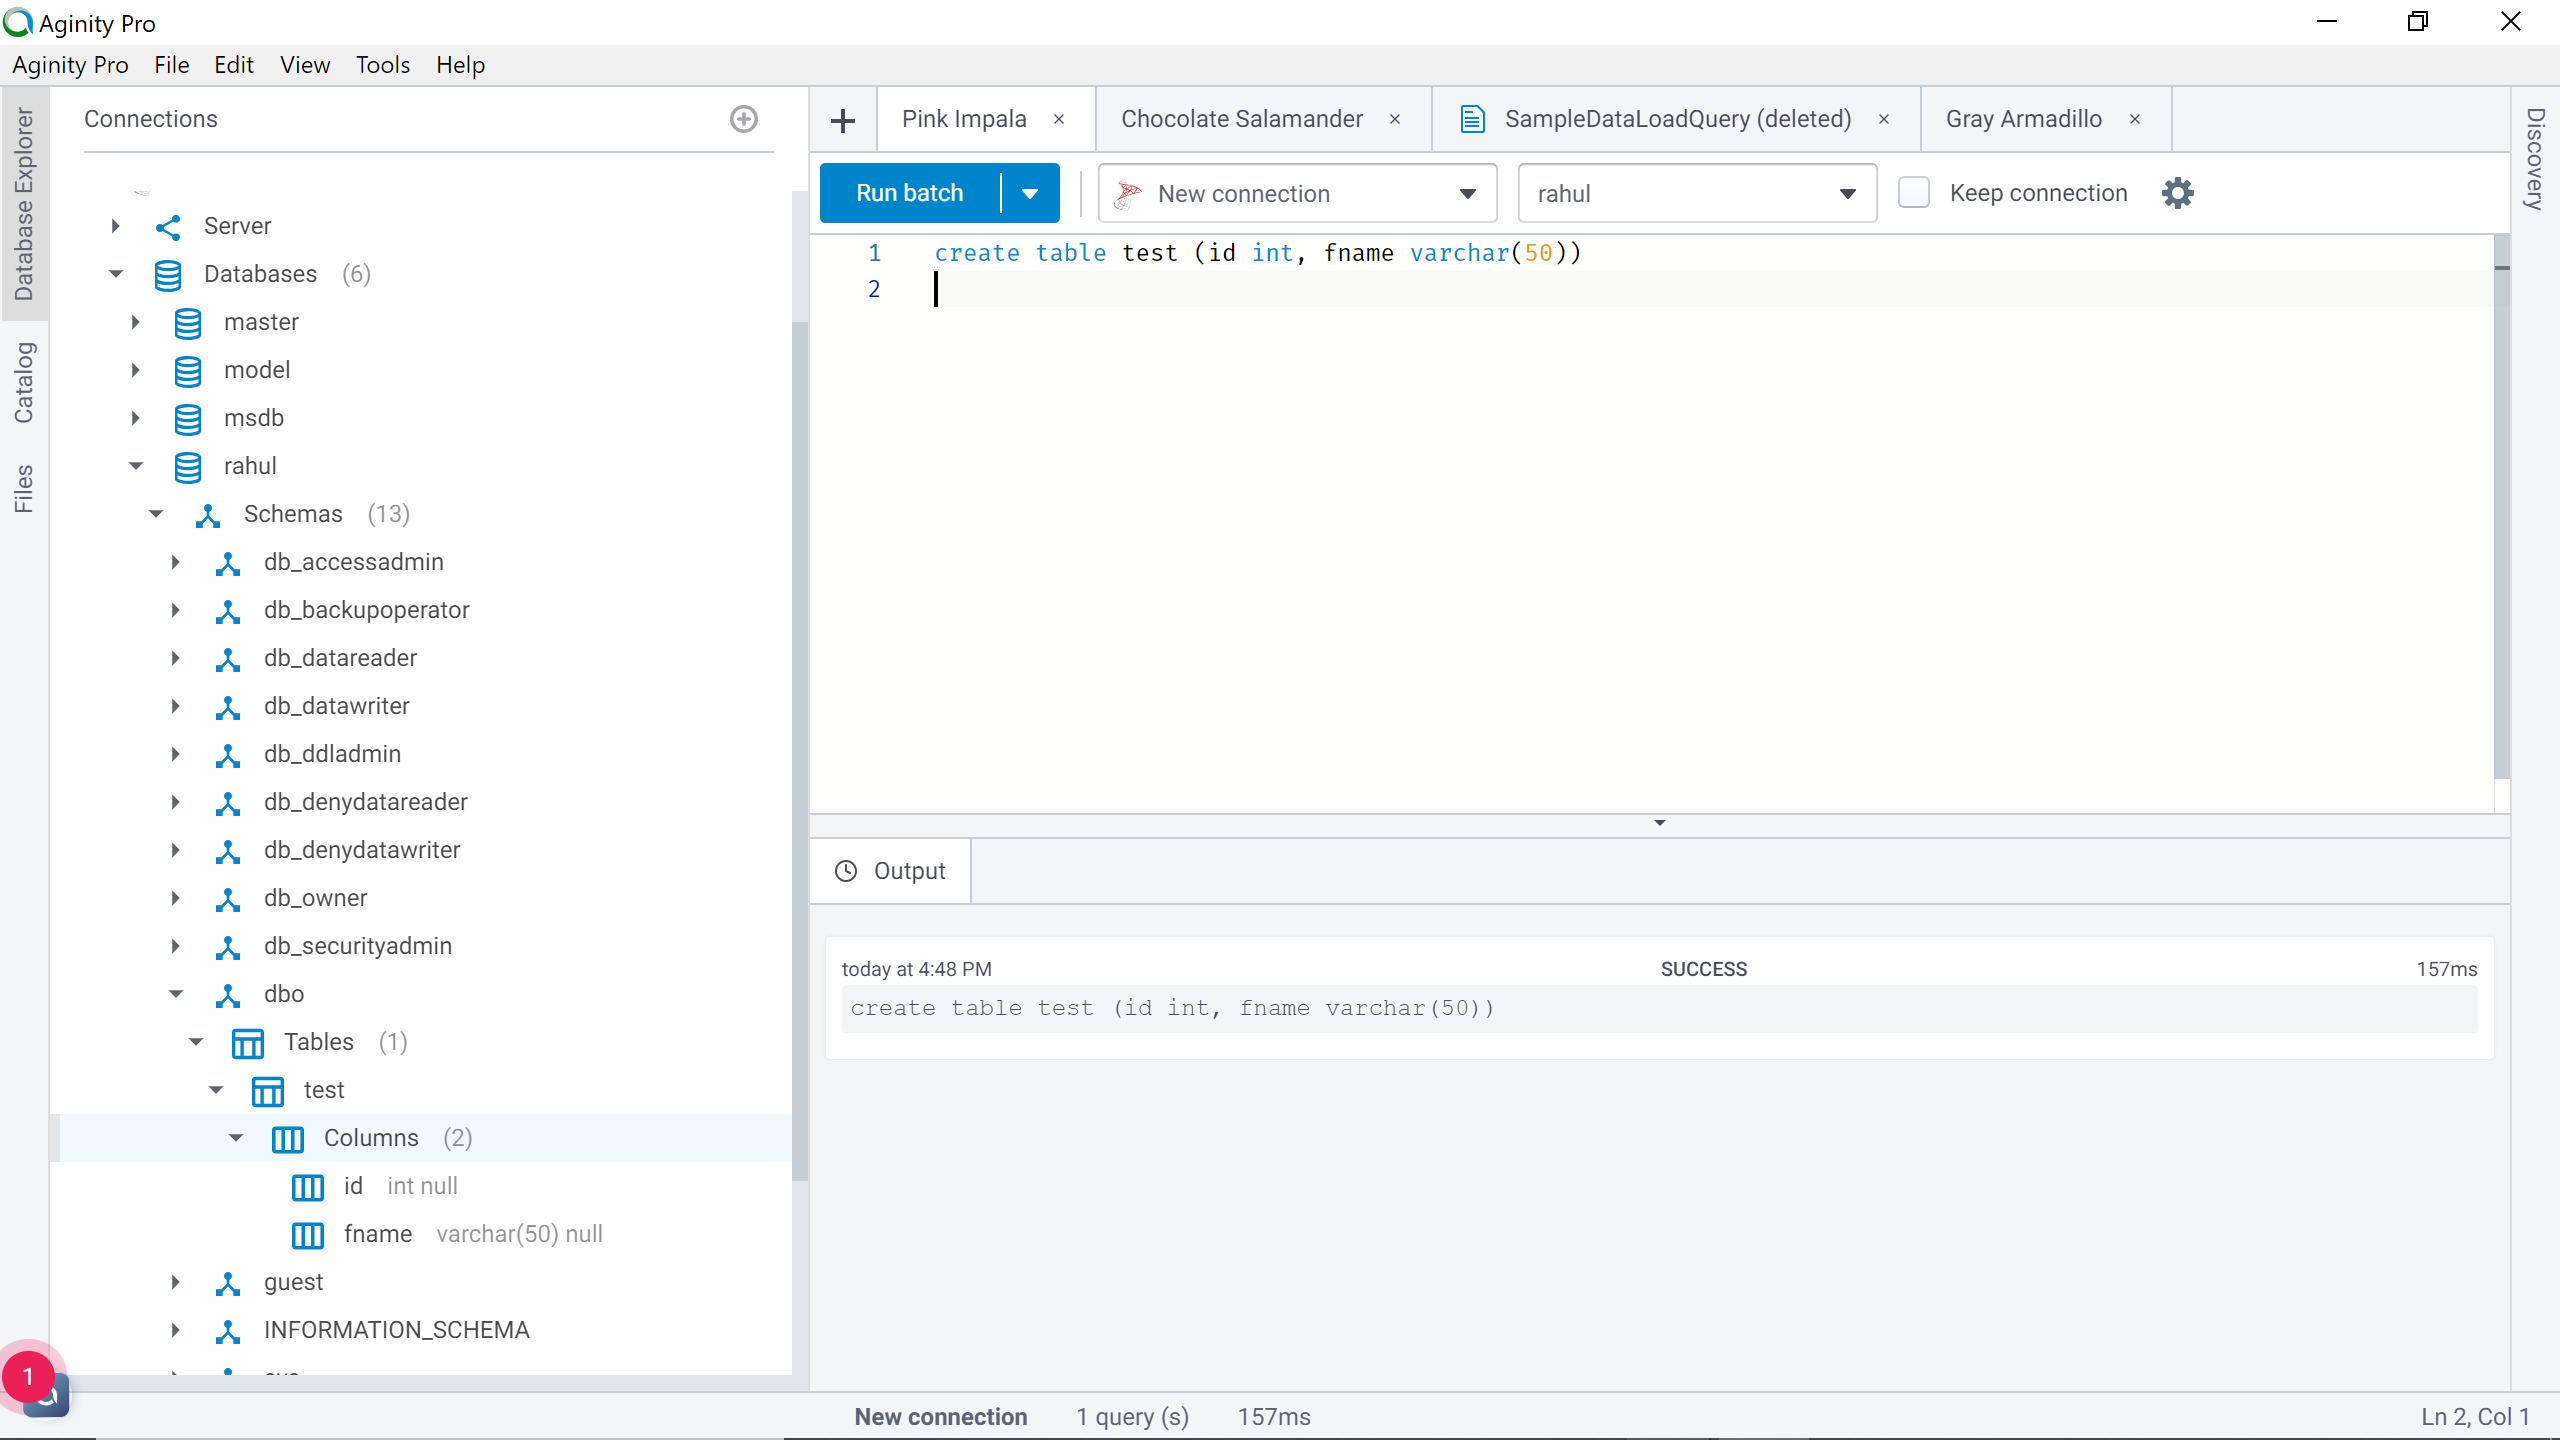 Aginity Pro
Aginity Pro File Edit View Tools Help
Database Explorer
Catalog
Files
Connections
Server
Databases (6)
master
model
msdb
rahul
Schemas (13)
db_accessadmin
db_backupoperator
db_datareader
db_datawriter
db_ddladmin
db_denydatareader
db_denydatawriter
db_owner
db_securityadmin
dbo
Tables (1)
test
Columns (2)
id int null
fname varchar(50) null
guest
INFORMATION_SCHEMA
1
Pink Impala × Chocolate Salamander × SampleDataLoadQuery (deleted) × Gray Armadillo ×
Run batch New connection rahul Keep connection
1 create table test (id int, fname varchar(50))
2
Output
today at 4:48 PM SUCCESS 157ms
create table test (id int, fname varchar(50))
Discovery
New connection 1 query (s) 157ms Ln 2, Col 1